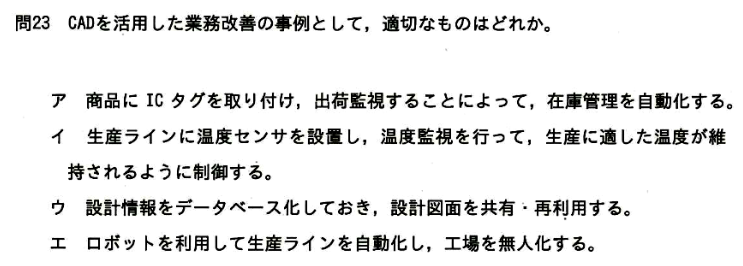 問23 CADを活用した業務改善の事例として，適切なものはどれか。
ア 商品に IC タグを取り付け，出荷監視することによって，在庫管理を自動化する。
イ 生産ラインに温度センサを設置し，温度監視を行って，生産に適した温度が維
持されるように制御する。
ウ 設計情報をデータベース化しておき，設計図面を共有・再利用する。
エ ロボットを利用して生産ラインを自動化し，工場を無人化する。